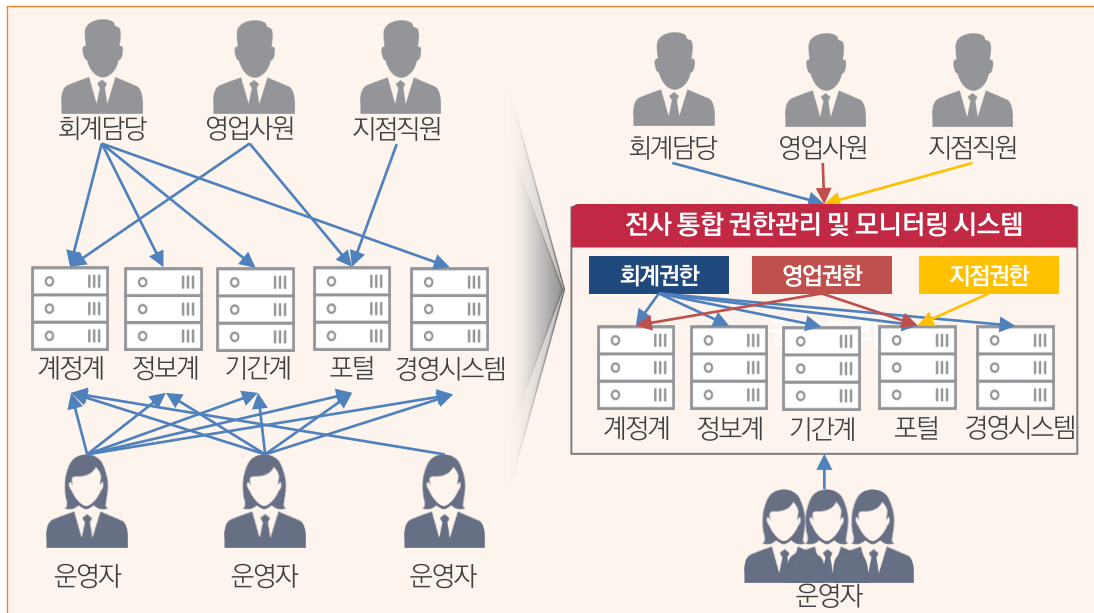 회계담당
영업사원
지점직원
계정계
정보계
기간계
포털
경영시스템
운영자
운영자
운영자
회계담당
영업사원
지점직원
전사 통합 권한관리 및 모니터링 시스템
회계권한
영업권한
지점권한
계정계
정보계
기간계
포털
경영시스템
운영자